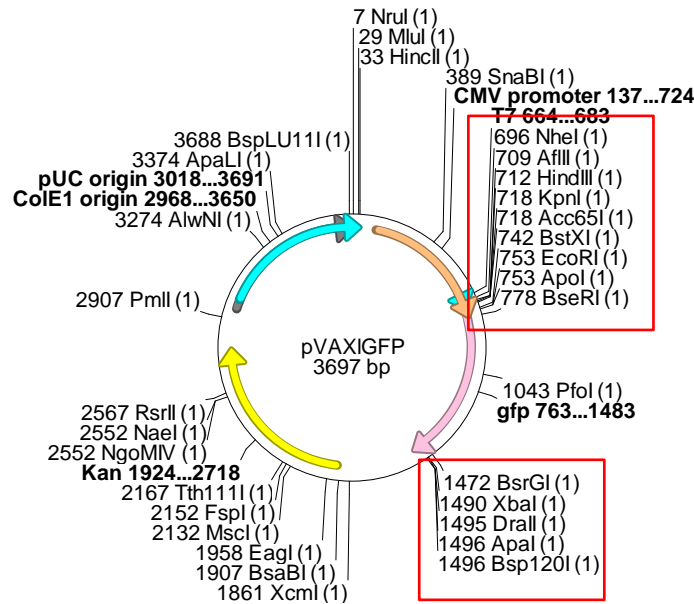 7 NruI (1)
29 MluI (1)
33 HincII (1)
389 SnaBI (1)
CMV promoter 137...724
T7 664...683
696 NheI (1)
709 AflII (1)
712 HindIII (1)
718 KpnI (1)
718 Acc65I (1)
742 BstXI (1)
753 EcoRI (1)
753 ApoI (1)
778 BseRI (1)
1043 PfoI (1)
gfp 763...1483
1472 BsrGI (1)
1490 XbaI (1)
1495 DraII (1)
1496 ApaI (1)
1496 Bsp120I (1)
1861 XcmI (1)
1907 BsaBI (1)
1958 EagI (1)
2132 MscI (1)
2152 FspI (1)
2167 Tth111I (1)
Kan 1924...2718
2552 NgoMIV (1)
2552 NaeI (1)
2567 RsrII (1)
2907 PmlI (1)
3274 AlwNI (1)
ColE1 origin 2968...3650
pUC origin 3018...3691
3374 ApaLI (1)
3688 BspLU11I (1)
pVAXIGFP
3697 bp